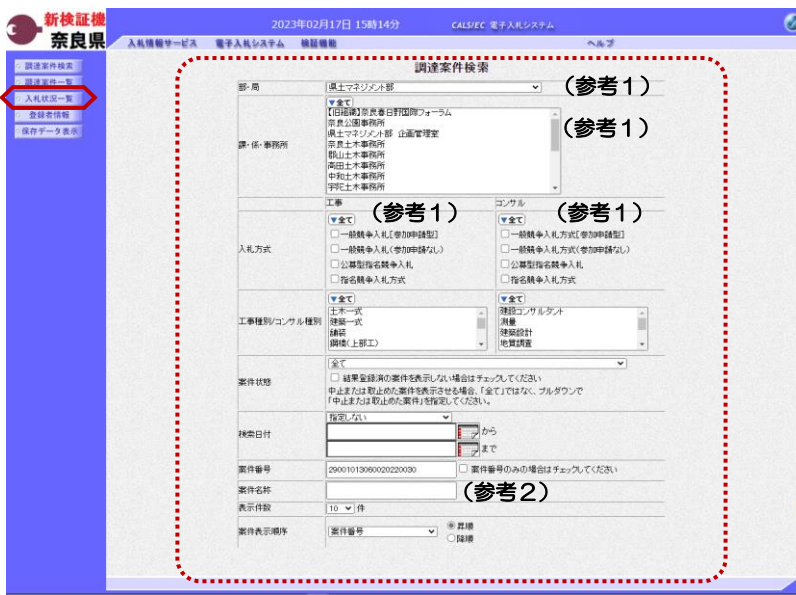 新検証機
奈良県
2023年02月17日 15時14分
CALS/EC 電子入札システム
入札情報サービス 電子入札システム 検証機能 ヘルプ
調達案件検索
調達案件一覧
入札状況一覧
登録者情報
保存データ表示
調達案件検索
部・局 県土マネジメント部 (参考1)
課・係・事務所
▼全て
【旧組織】奈良春日野国際フォーラム
奈良公園事務所
県土マネジメント部 企画管理室
奈良土木事務所
郡山土木事務所
高田土木事務所
中和土木事務所
宇陀土木事務所
(参考1)
工事 コンサル
(参考1) (参考1)
入札方式
▼全て ▼全て
一般競争入札[参加申請型] 一般競争入札方式[参加申請型]
一般競争入札(参加申請なし) 一般競争入札方式(参加申請なし)
公募型指名競争入札 公募型指名競争入札
指名競争入札方式 指名競争入札方式
工事種別/コンサル種別
▼全て ▼全て
土木一式 建設コンサルタント
建築一式 測量
舗装 建築設計
鋼橋(上部工) 地質調査
案件状態
全て
結果登録済の案件を表示しない場合はチェックしてください
中止または取止めた案件を表示させる場合、「全て」ではなく、プルダウンで
「中止または取止めた案件」を指定してください。
検索日付
指定しない
から
まで
案件番号 29001013060020220030 案件番号のみの場合はチェックしてください
案件名称 (参考2)
表示件数 10 件
案件表示順序 案件番号 昇順
降順